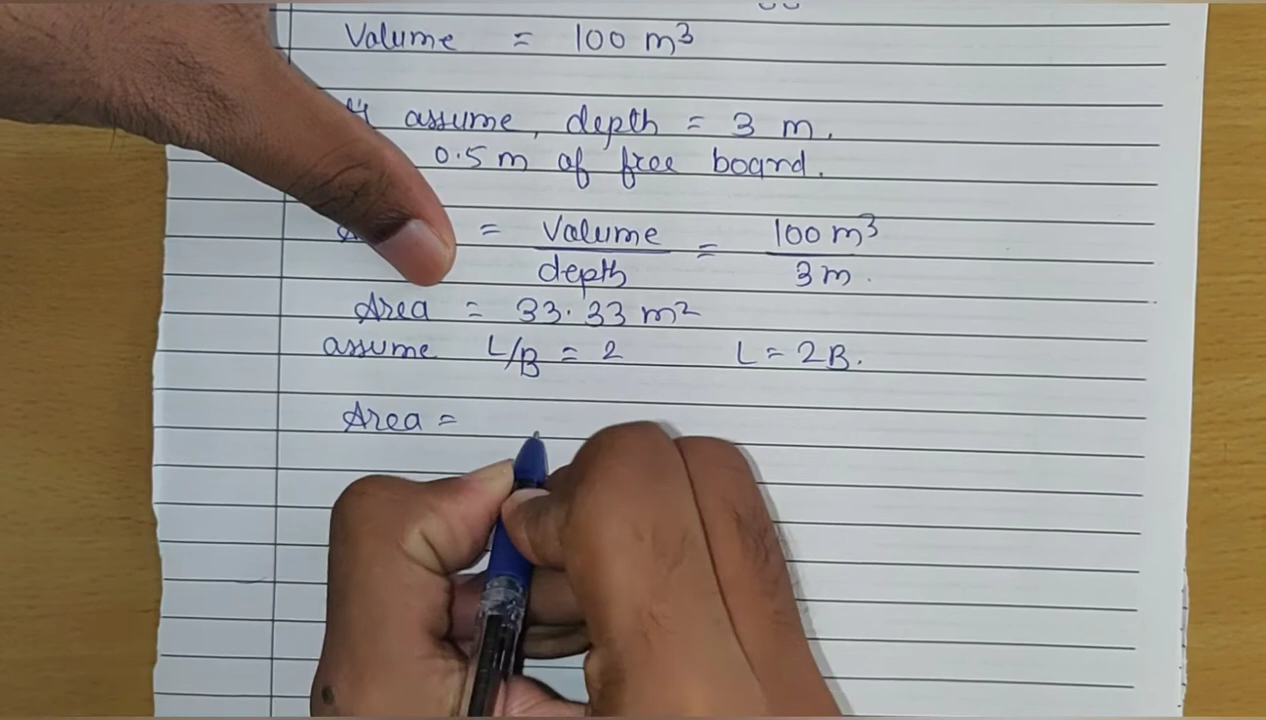 Volume = 100 m³
assume, depth = 3 m.
0.5 m of free board.
= Volume/depth = 100 m³/3 m.
Area = 33.33 m²
assume L/B = 2 L = 2B.
Area =